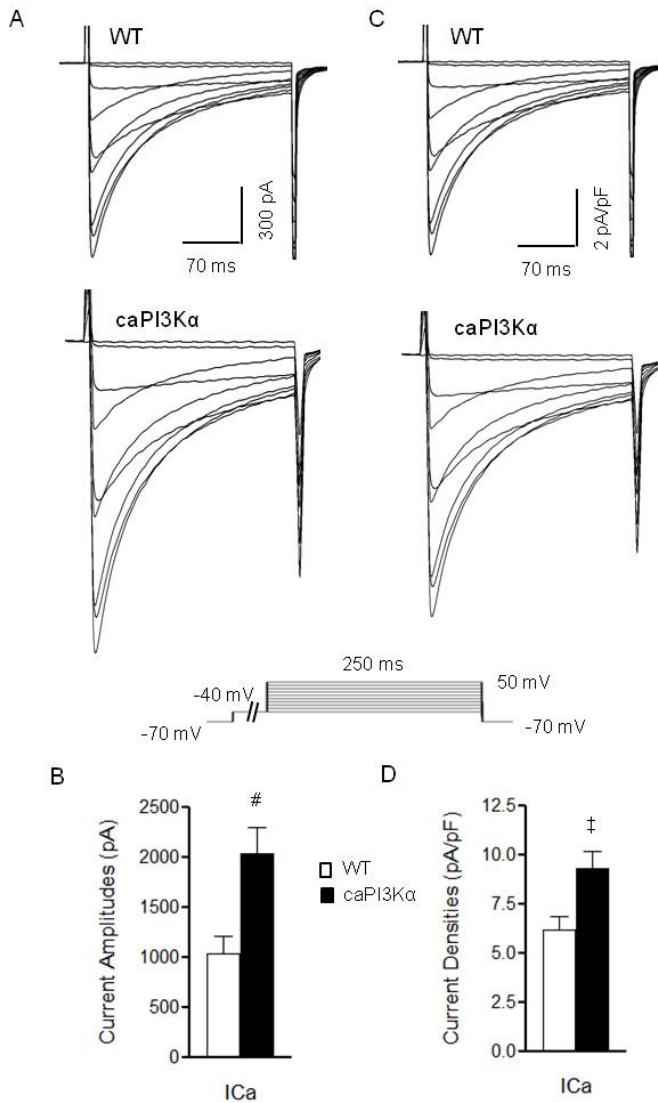 A
WT
300 pA
70 ms
caPI3Kα
C
WT
2 pA/pF
70 ms
caPI3Kα
250 ms
-40 mV
50 mV
-70 mV
-70 mV
B
Current Amplitudes (pA)
2500
2000
1500
1000
500
0
#
ICa
WT
caPI3Kα
D
Current Densities (pA/pF)
12.5
10.0
7.5
5.0
2.5
0.0
‡
ICa